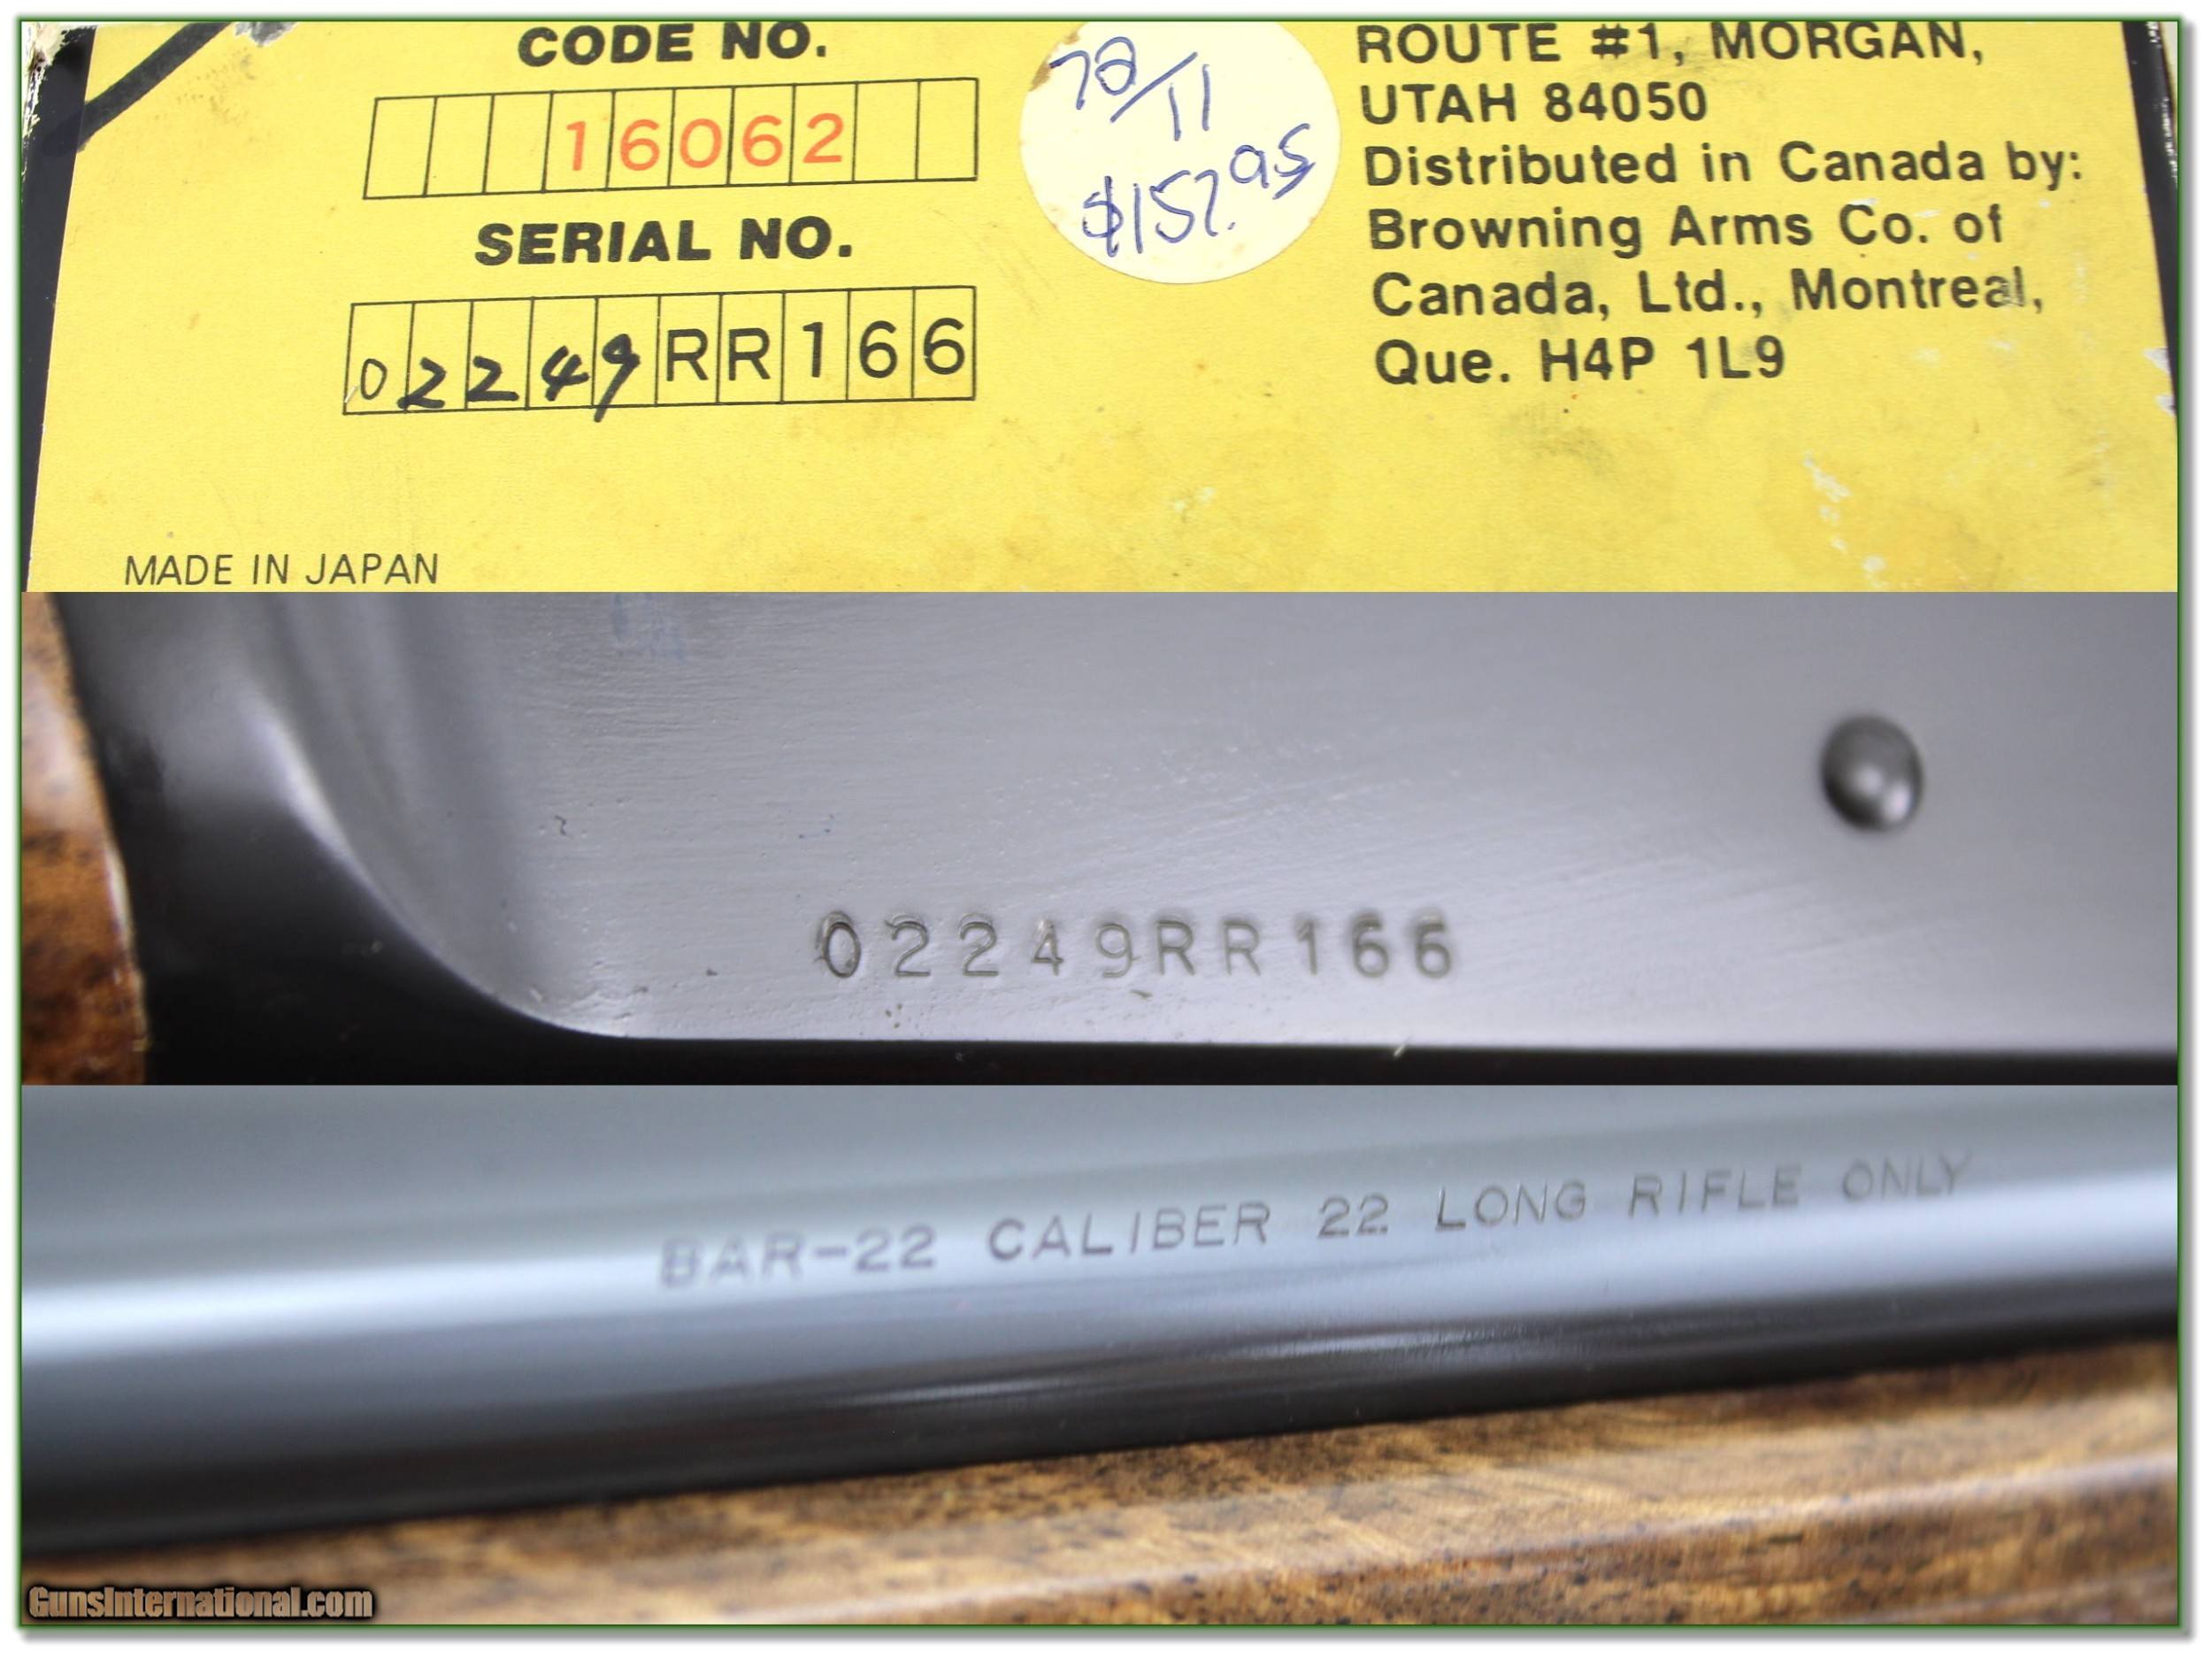 CODE NO.
16062
SERIAL NO.
02249RR166
MADE IN JAPAN
78/11
$157.95
ROUTE #1, MORGAN,
UTAH 84050
Distributed in Canada by:
Browning Arms Co. of
Canada, Ltd., Montreal,
Que. H4P 1L9
02249RR166
BAR-22 CALIBER 22 LONG RIFLE ONLY
GunsInternational.com